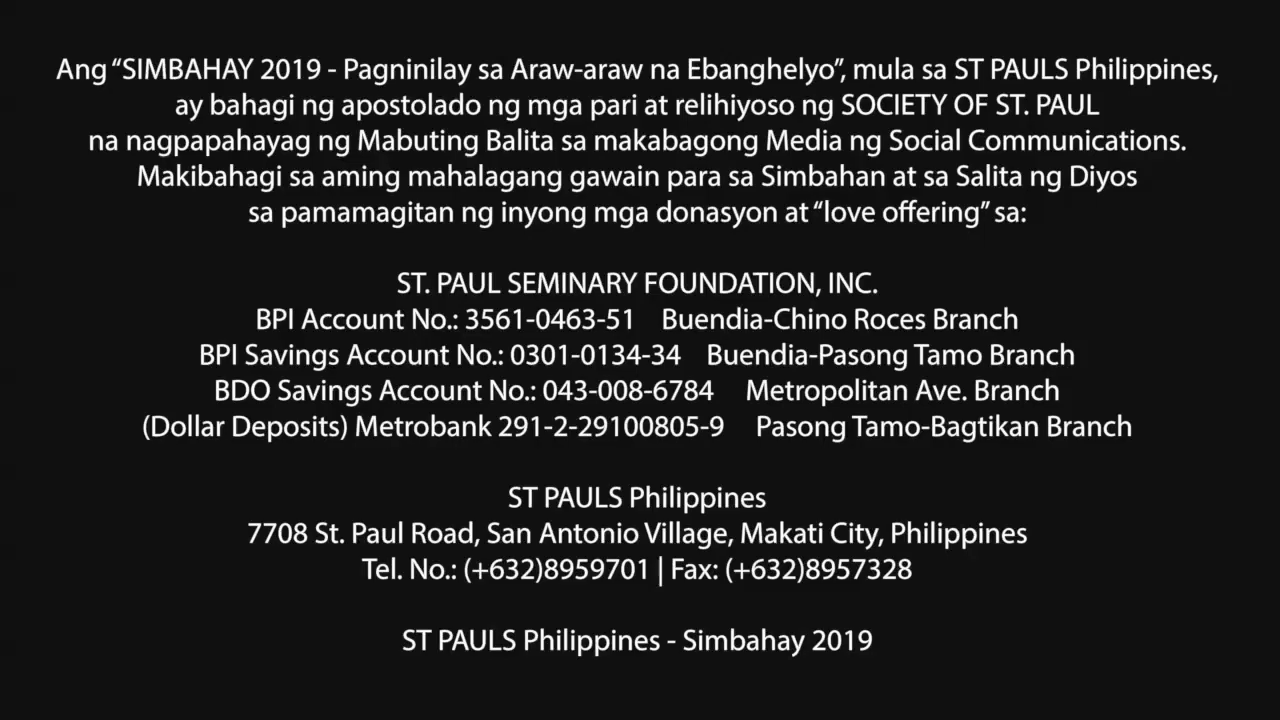 Ang “SIMBAHAY 2019 - Pagninilay sa Araw-araw na Ebanghelyo”, mula sa ST PAULS Philippines,
ay bahagi ng apostolado ng mga pari at relihiyoso ng SOCIETY OF ST. PAUL
na nagpapahayag ng Mabuting Balita sa makabagong Media ng Social Communications.
Makibahagi sa aming mahalagang gawain para sa Simbahan at sa Salita ng Diyos
sa pamamagitan ng inyong mga donasyon at “love offering” sa:
ST. PAUL SEMINARY FOUNDATION, INC.
BPI Account No.: 3561-0463-51 Buendia-Chino Roces Branch
BPI Savings Account No.: 0301-0134-34 Buendia-Pasong Tamo Branch
BDO Savings Account No.: 043-008-6784 Metropolitan Ave. Branch
(Dollar Deposits) Metrobank 291-2-29100805-9 Pasong Tamo-Bagtikan Branch
ST PAULS Philippines
7708 St. Paul Road, San Antonio Village, Makati City, Philippines
Tel. No.: (+632)8959701 | Fax: (+632)8957328
ST PAULS Philippines - Simbahay 2019